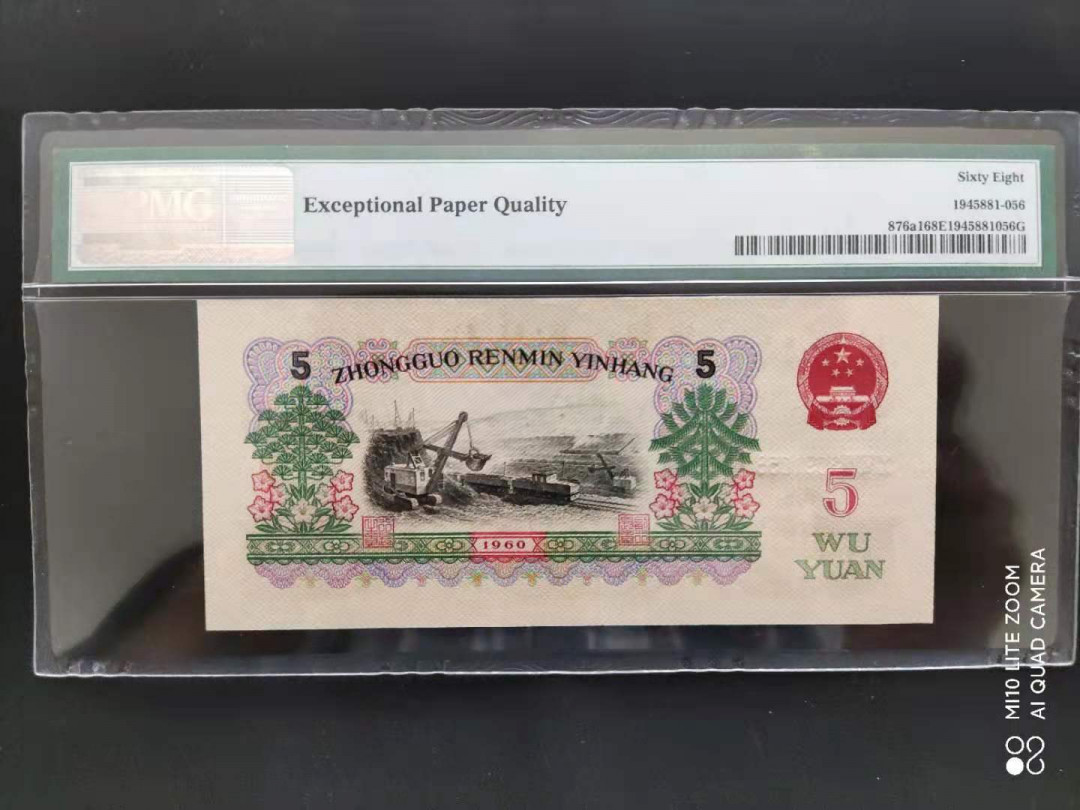 PMG
Exceptional Paper Quality
Sixty Eight
1945881-056
876a168E1945881056G
5 ZHONGGUO RENMIN YINHANG 5
1960
5
WU
YUAN
MI10 LITE ZOOM
AI QUAD CAMERA